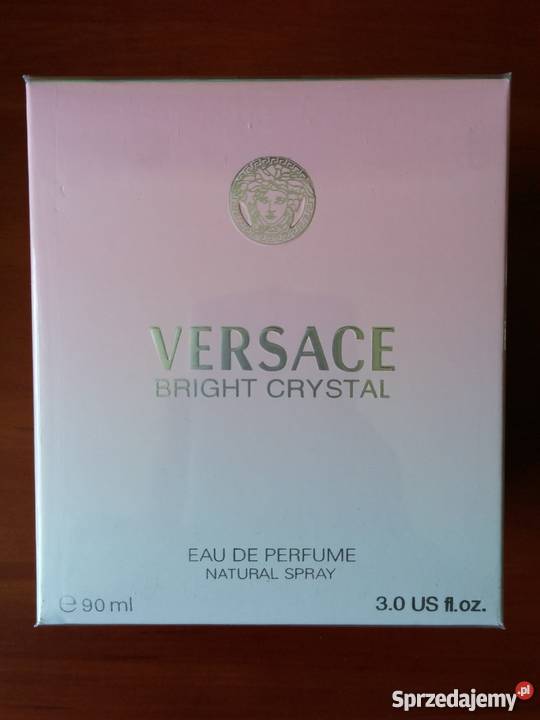 VERSACE
BRIGHT CRYSTAL
EAU DE PERFUME
NATURAL SPRAY
e 90 ml 3.0 US fl.oz.
Sprzedajemy.pl